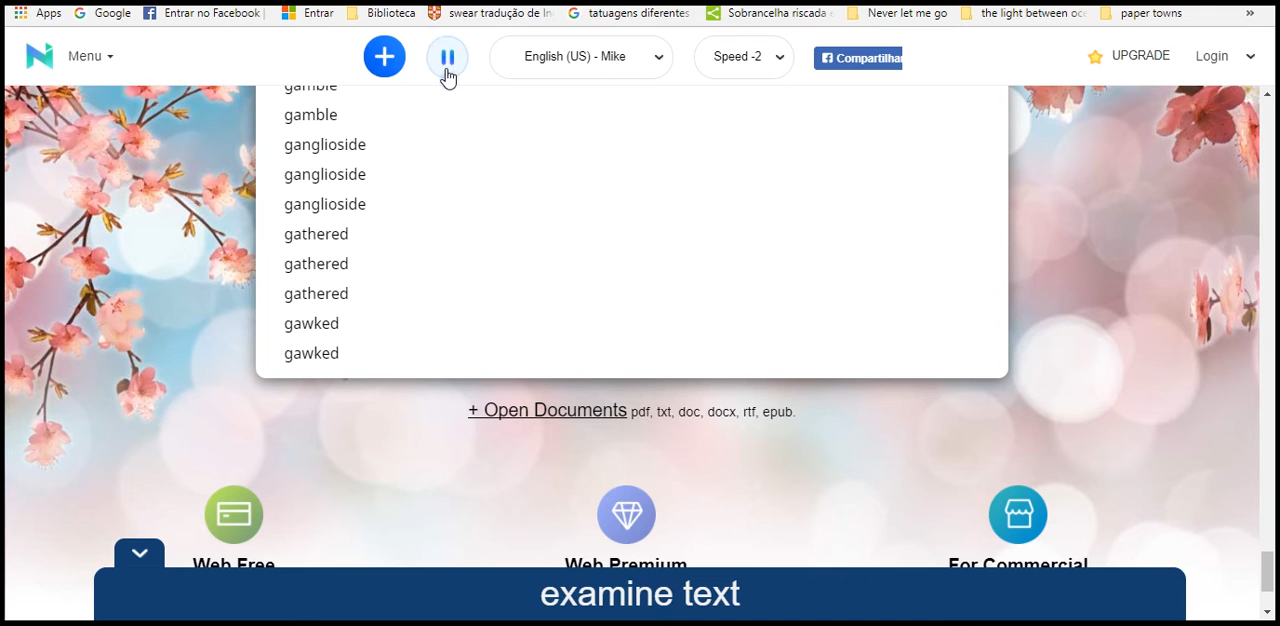 Apps Google Entrar no Facebook Entrar Biblioteca swear tradução de In tatuagens diferentes Sobrancelha riscada Never let me go the light between oce paper towns »
Menu English (US) - Mike Speed -2 Compartilhar UPGRADE Login
gamble
gamble
ganglioside
ganglioside
ganglioside
gathered
gathered
gathered
gawked
gawked
+ Open Documents pdf, txt, doc, docx, rtf, epub.
Web Free Web Premium For Commercial
examine text